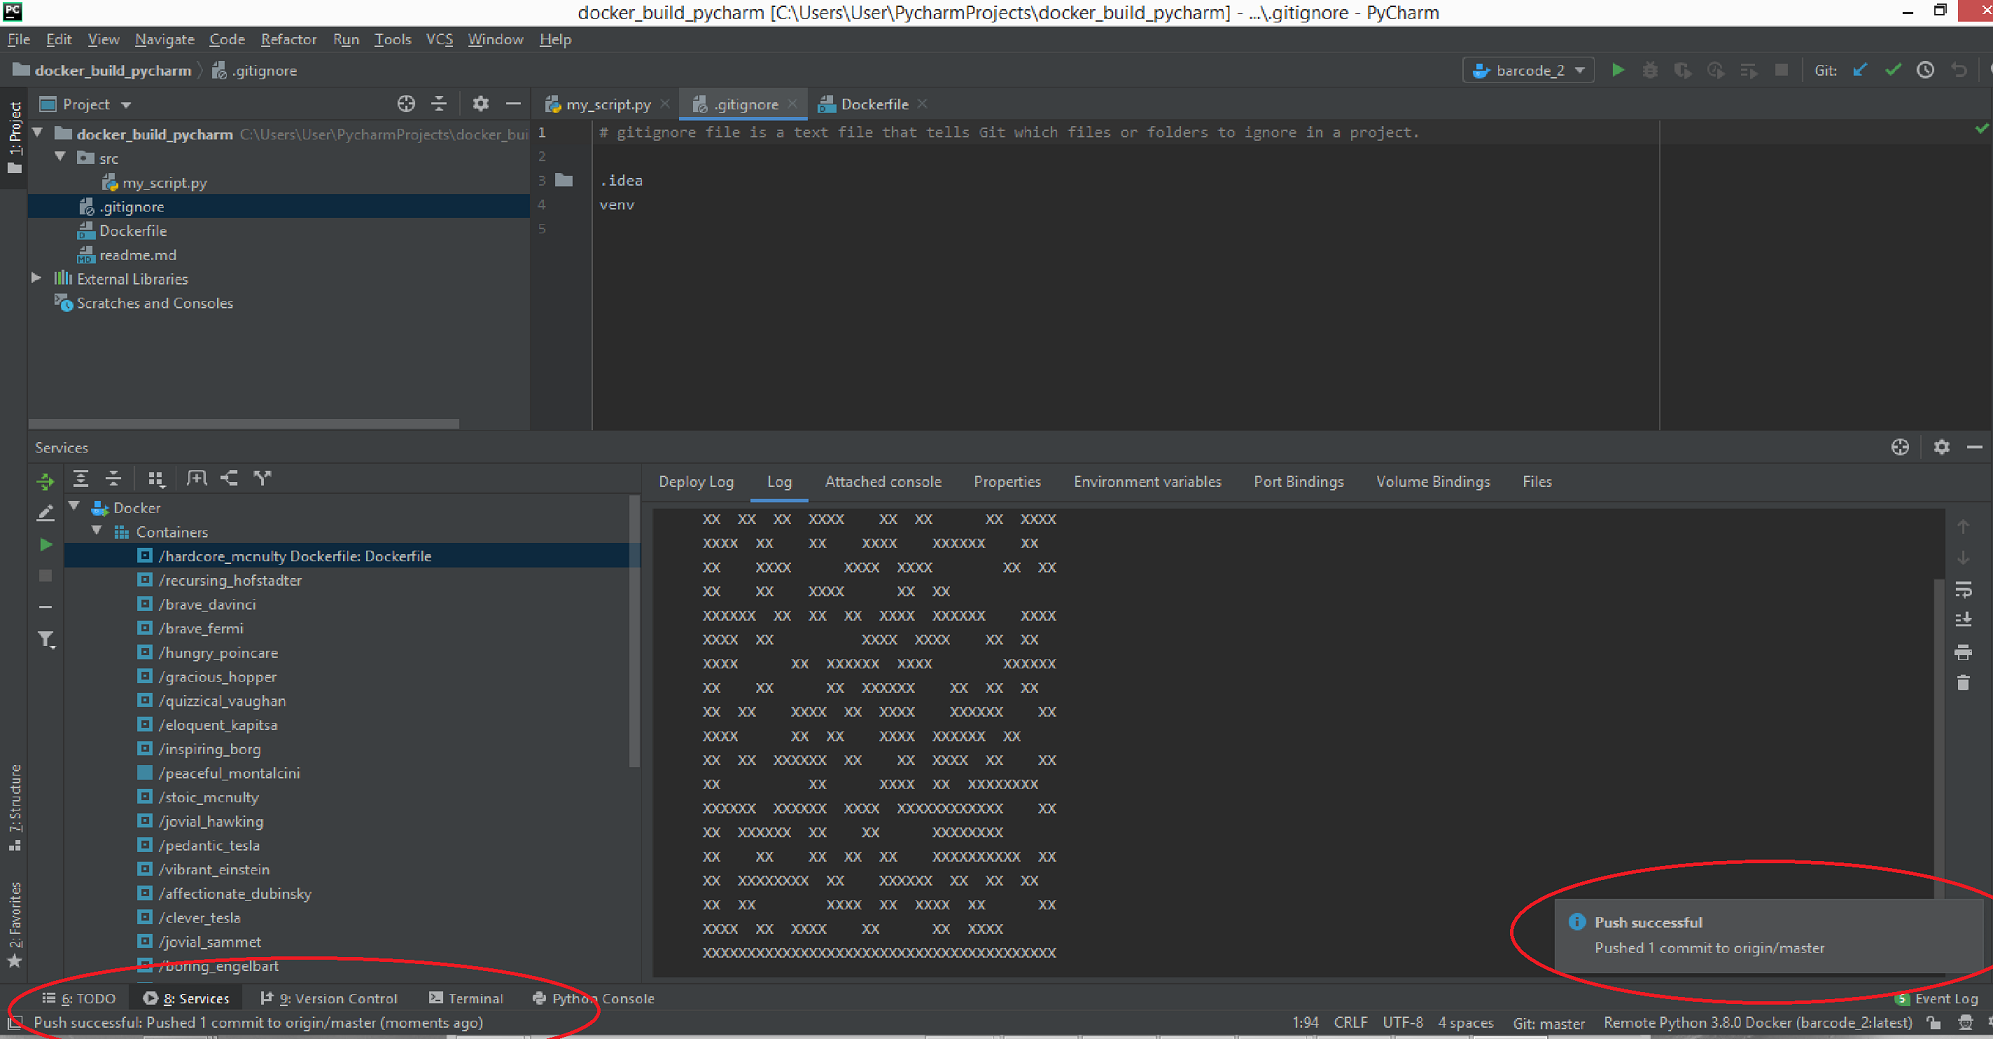 PC
docker_build_pycharm [C:\Users\User\PycharmProjects\docker_build_pycharm] - ...\.gitignore - PyCharm
File Edit View Navigate Code Refactor Run Tools VCS Window Help
docker_build_pycharm .gitignore
barcode_2 Git:
1: Project
Project
my_script.py .gitignore Dockerfile
docker_build_pycharm C:\Users\User\PycharmProjects\docker_bui
src
my_script.py
.gitignore
Dockerfile
readme.md
External Libraries
Scratches and Consoles
1 # gitignore file is a text file that tells Git which files or folders to ignore in a project.
2
3 .idea
4 venv
5
Services
Deploy Log Log Attached console Properties Environment variables Port Bindings Volume Bindings Files
Docker
Containers
/hardcore_mcnulty Dockerfile: Dockerfile
/recursing_hofstadter
/brave_davinci
/brave_fermi
/hungry_poincare
/gracious_hopper
/quizzical_vaughan
/eloquent_kapitsa
/inspiring_borg
/peaceful_montalcini
/stoic_mcnulty
/jovial_hawking
/pedantic_tesla
/vibrant_einstein
/affectionate_dubinsky
/clever_tesla
/jovial_sammet
/boring_engelbart
XX  XX  XX  XXXX    XX  XX      XX  XXXX
XXXX  XX    XX    XXXX    XXXXXX    XX
XX    XXXX      XXXX  XXXX        XX  XX
XX    XX    XXXX      XX  XX
XXXXXX  XX  XX  XX  XXXX  XXXXXX    XXXX
XXXX  XX          XXXX  XXXX    XX  XX
XXXX      XX  XXXXXX  XXXX        XXXXXX
XX    XX      XX  XXXXXX    XX  XX  XX
XX  XX    XXXX  XX  XXXX    XXXXXX    XX
XXXX      XX  XX    XXXX  XXXXXX  XX
XX  XX  XXXXXX  XX    XX  XXXX  XX    XX
XX          XX      XXXX  XX  XXXXXXXX
XXXXXX  XXXXXX  XXXX  XXXXXXXXXXXX    XX
XX  XXXXXX  XX    XX      XXXXXXXX
XX    XX    XX  XX  XX    XXXXXXXXXX  XX
XX  XXXXXXXX  XX    XXXXXX  XX  XX  XX
XX  XX        XXXX  XX  XXXX  XX      XX
XXXX  XX  XXXX    XX      XX  XXXX
XXXXXXXXXXXXXXXXXXXXXXXXXXXXXXXXXXXXXXXX
Push successful
Pushed 1 commit to origin/master
7: Structure
2: Favorites
6: TODO 8: Services 9: Version Control Terminal Python Console
5 Event Log
Push successful: Pushed 1 commit to origin/master (moments ago)
1:94 CRLF UTF-8 4 spaces Git: master Remote Python 3.8.0 Docker (barcode_2:latest)